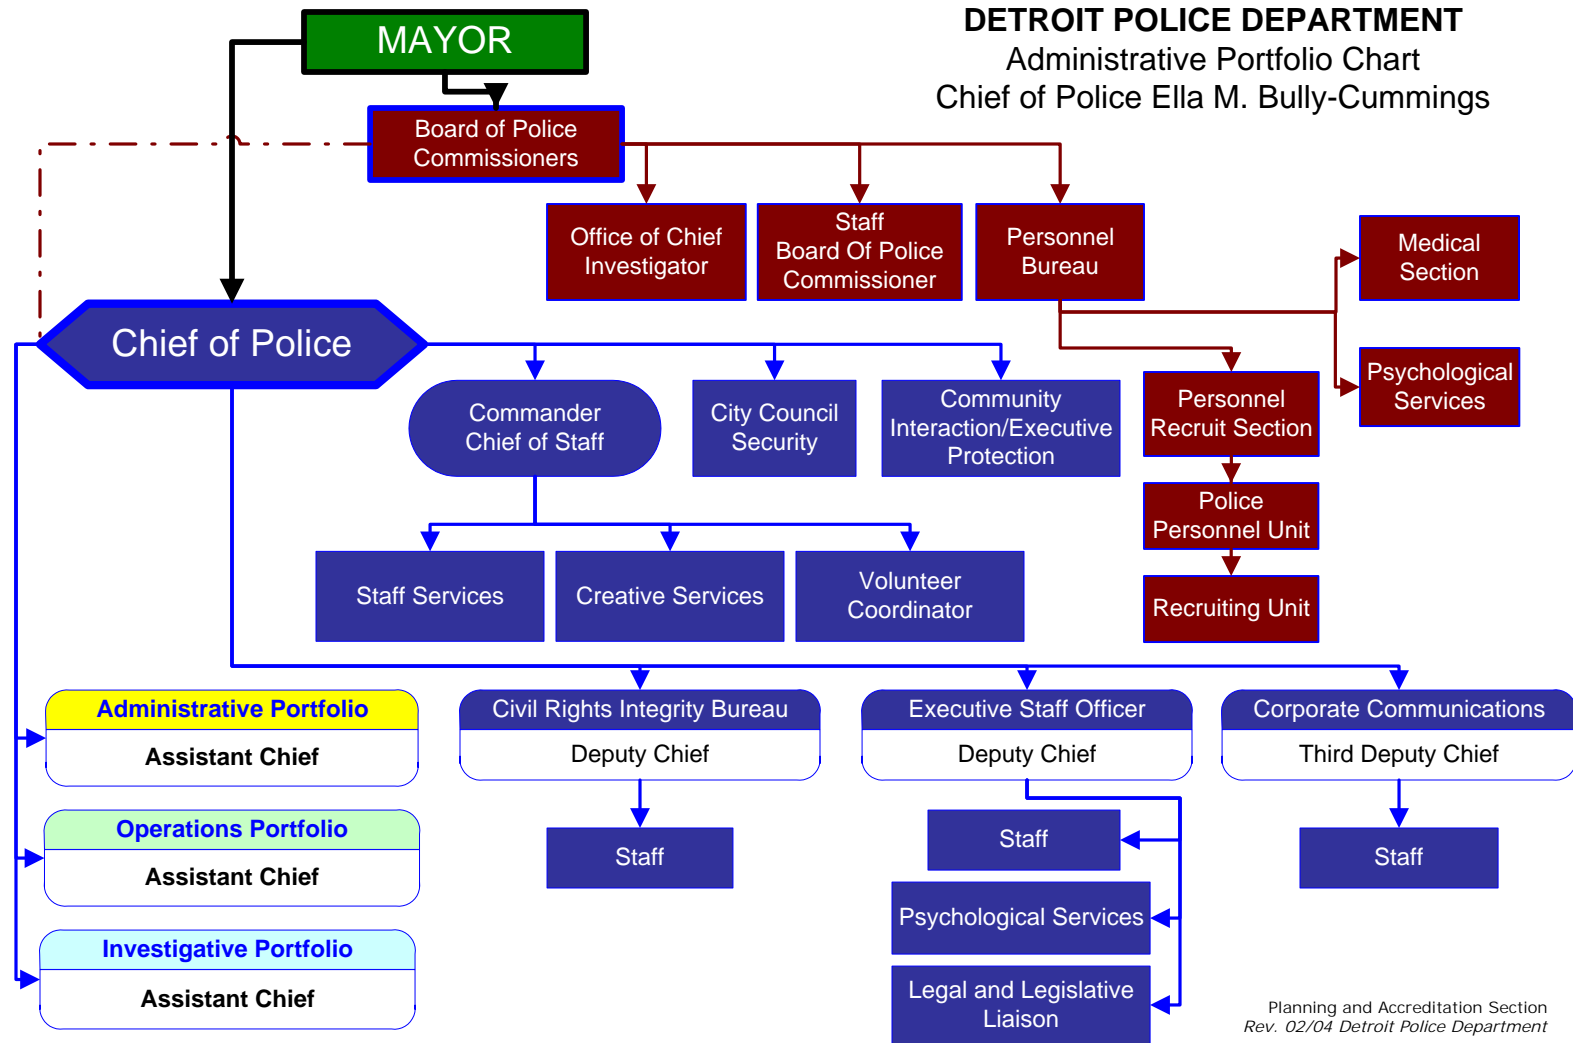 DETROIT POLICE DEPARTMENT
Administrative Portfolio Chart
Chief of Police Ella M. Bully-Cummings
MAYOR
Board of Police
Commissioners
Office of Chief
Investigator
Staff
Board Of Police
Commissioner
Personnel
Bureau
Medical
Section
Psychological
Services
Chief of Police
Commander
Chief of Staff
City Council
Security
Community
Interaction/Executive
Protection
Personnel
Recruit Section
Police
Personnel Unit
Recruiting Unit
Staff Services
Creative Services
Volunteer
Coordinator
Administrative Portfolio
Assistant Chief
Operations Portfolio
Assistant Chief
Investigative Portfolio
Assistant Chief
Civil Rights Integrity Bureau
Deputy Chief
Staff
Executive Staff Officer
Deputy Chief
Staff
Psychological Services
Legal and Legislative
Liaison
Corporate Communications
Third Deputy Chief
Staff
Planning and Accreditation Section
Rev. 02/04 Detroit Police Department